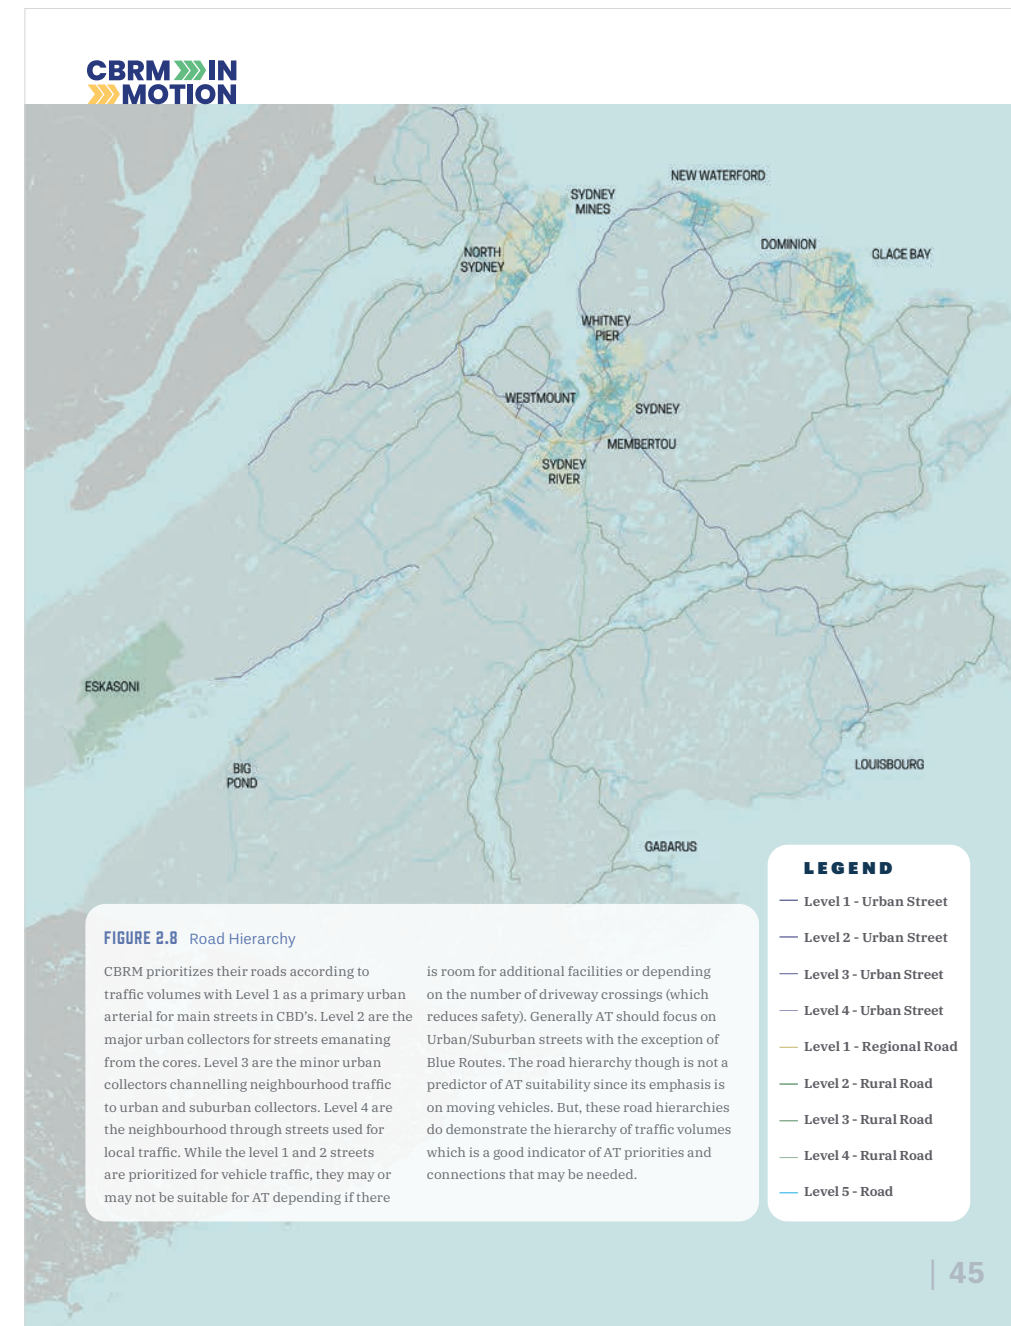 CBRM IN
MOTION
NEW WATERFORD
SYDNEY
MINES
DOMINION
GLACE BAY
NORTH
SYDNEY
WHITNEY
PIER
WESTMOUNT
SYDNEY
MEMBERTOU
SYDNEY
RIVER
ESKASONI
BIG
POND
LOUISBOURG
GABARUS
LEGEND
Level 1 - Urban Street
Level 2 - Urban Street
Level 3 - Urban Street
Level 4 - Urban Street
Level 1 - Regional Road
Level 2 - Rural Road
Level 3 - Rural Road
Level 4 - Rural Road
Level 5 - Road
FIGURE 2.8 Road Hierarchy
CBRM prioritizes their roads according to
traffic volumes with Level 1 as a primary urban
arterial for main streets in CBD's. Level 2 are the
major urban collectors for streets emanating
from the cores. Level 3 are the minor urban
collectors channelling neighbourhood traffic
to urban and suburban collectors. Level 4 are
the neighbourhood through streets used for
local traffic. While the level 1 and 2 streets
are prioritized for vehicle traffic, they may or
may not be suitable for AT depending if there
is room for additional facilities or depending
on the number of driveway crossings (which
reduces safety). Generally AT should focus on
Urban/Suburban streets with the exception of
Blue Routes. The road hierarchy though is not a
predictor of AT suitability since its emphasis is
on moving vehicles. But, these road hierarchies
do demonstrate the hierarchy of traffic volumes
which is a good indicator of AT priorities and
connections that may be needed.
| 45